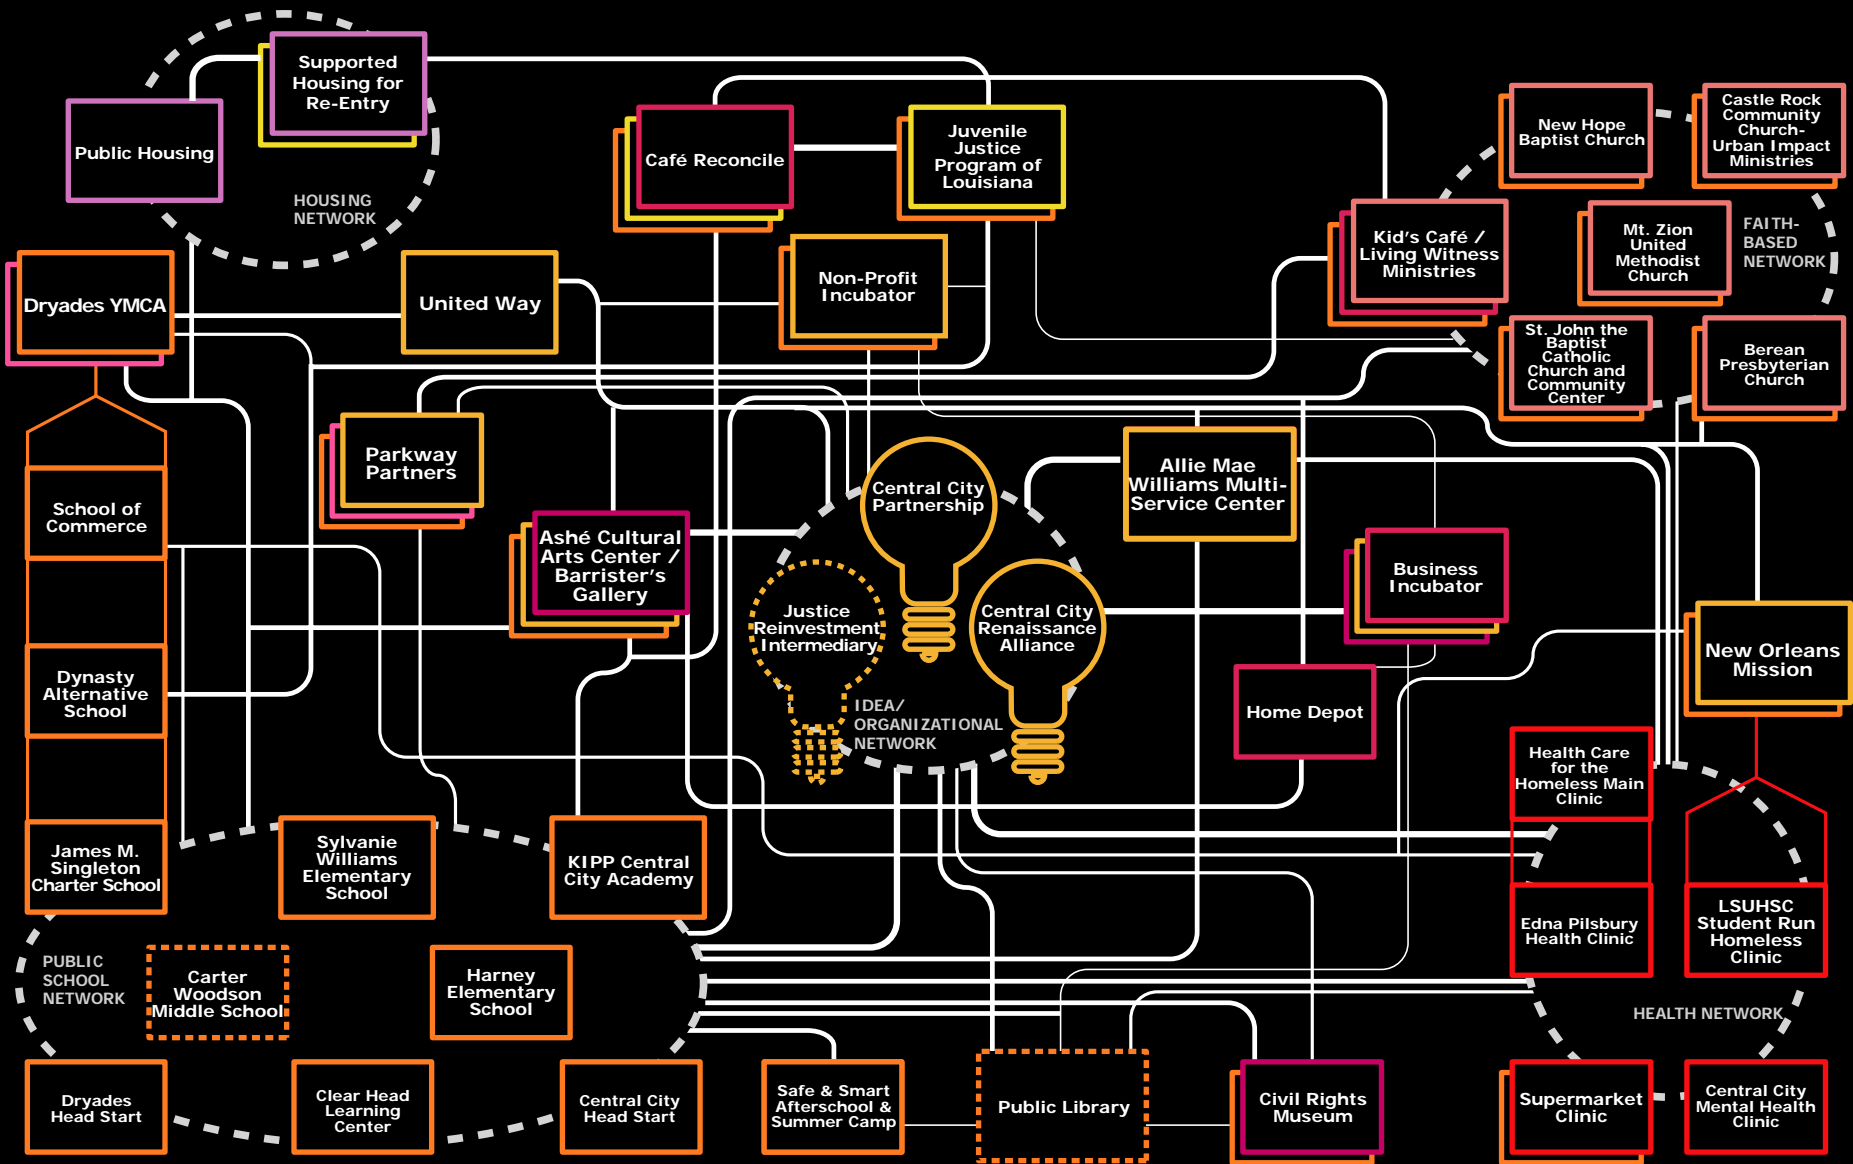 Supported
Housing for
Re-Entry
Public Housing
HOUSING
NETWORK
Café Reconcile
Juvenile
Justice
Program of
Louisiana
New Hope
Baptist Church
Castle Rock
Community
Church-
Urban Impact
Ministries
Kid's Café /
Living Witness
Ministries
Mt. Zion
United
Methodist
Church
FAITH-
BASED
NETWORK
Dryades YMCA
United Way
Non-Profit
Incubator
St. John the
Baptist
Catholic
Church and
Community
Center
Berean
Presbyterian
Church
Parkway
Partners
Central City
Partnership
Allie Mae
Williams Multi-
Service Center
School of
Commerce
Ashé Cultural
Arts Center /
Barrister's
Gallery
Justice
Reinvestment
Intermediary
Central City
Renaissance
Alliance
Business
Incubator
New Orleans
Mission
Dynasty
Alternative
School
IDEA/
ORGANIZATIONAL
NETWORK
Home Depot
Health Care
for the
Homeless Main
Clinic
James M.
Singleton
Charter School
Sylvanie
Williams
Elementary
School
KIPP Central
City Academy
Edna Pilsbury
Health Clinic
LSUHSC
Student Run
Homeless
Clinic
PUBLIC
SCHOOL
NETWORK
Carter
Woodson
Middle School
Harney
Elementary
School
HEALTH NETWORK
Dryades
Head Start
Clear Head
Learning
Center
Central City
Head Start
Safe & Smart
Afterschool &
Summer Camp
Public Library
Civil Rights
Museum
Supermarket
Clinic
Central City
Mental Health
Clinic